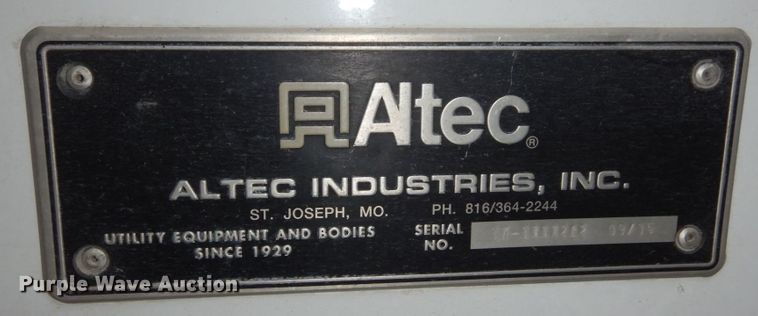 Altec®
ALTEC INDUSTRIES, INC.
ST. JOSEPH, MO. PH. 816/364-2244
UTILITY EQUIPMENT AND BODIES
SINCE 1929
SERIAL
NO.
Purple Wave Auction